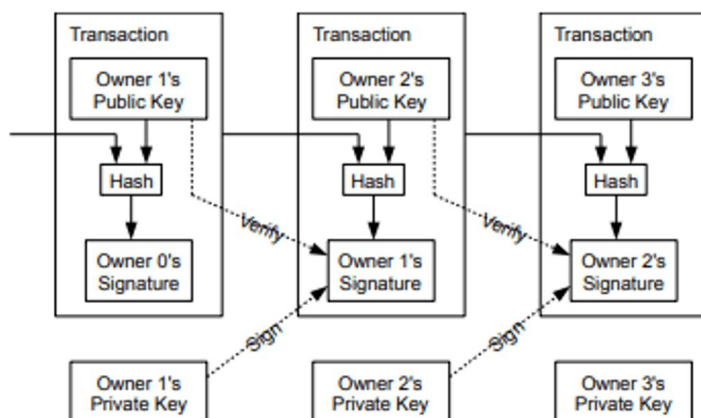 Transaction
Transaction
Transaction
Owner 1's
Public Key
Owner 2's
Public Key
Owner 3's
Public Key
Hash
Hash
Hash
Verify
Verify
Owner 0's
Signature
Owner 1's
Signature
Owner 2's
Signature
Sign
Sign
Owner 1's
Private Key
Owner 2's
Private Key
Owner 3's
Private Key